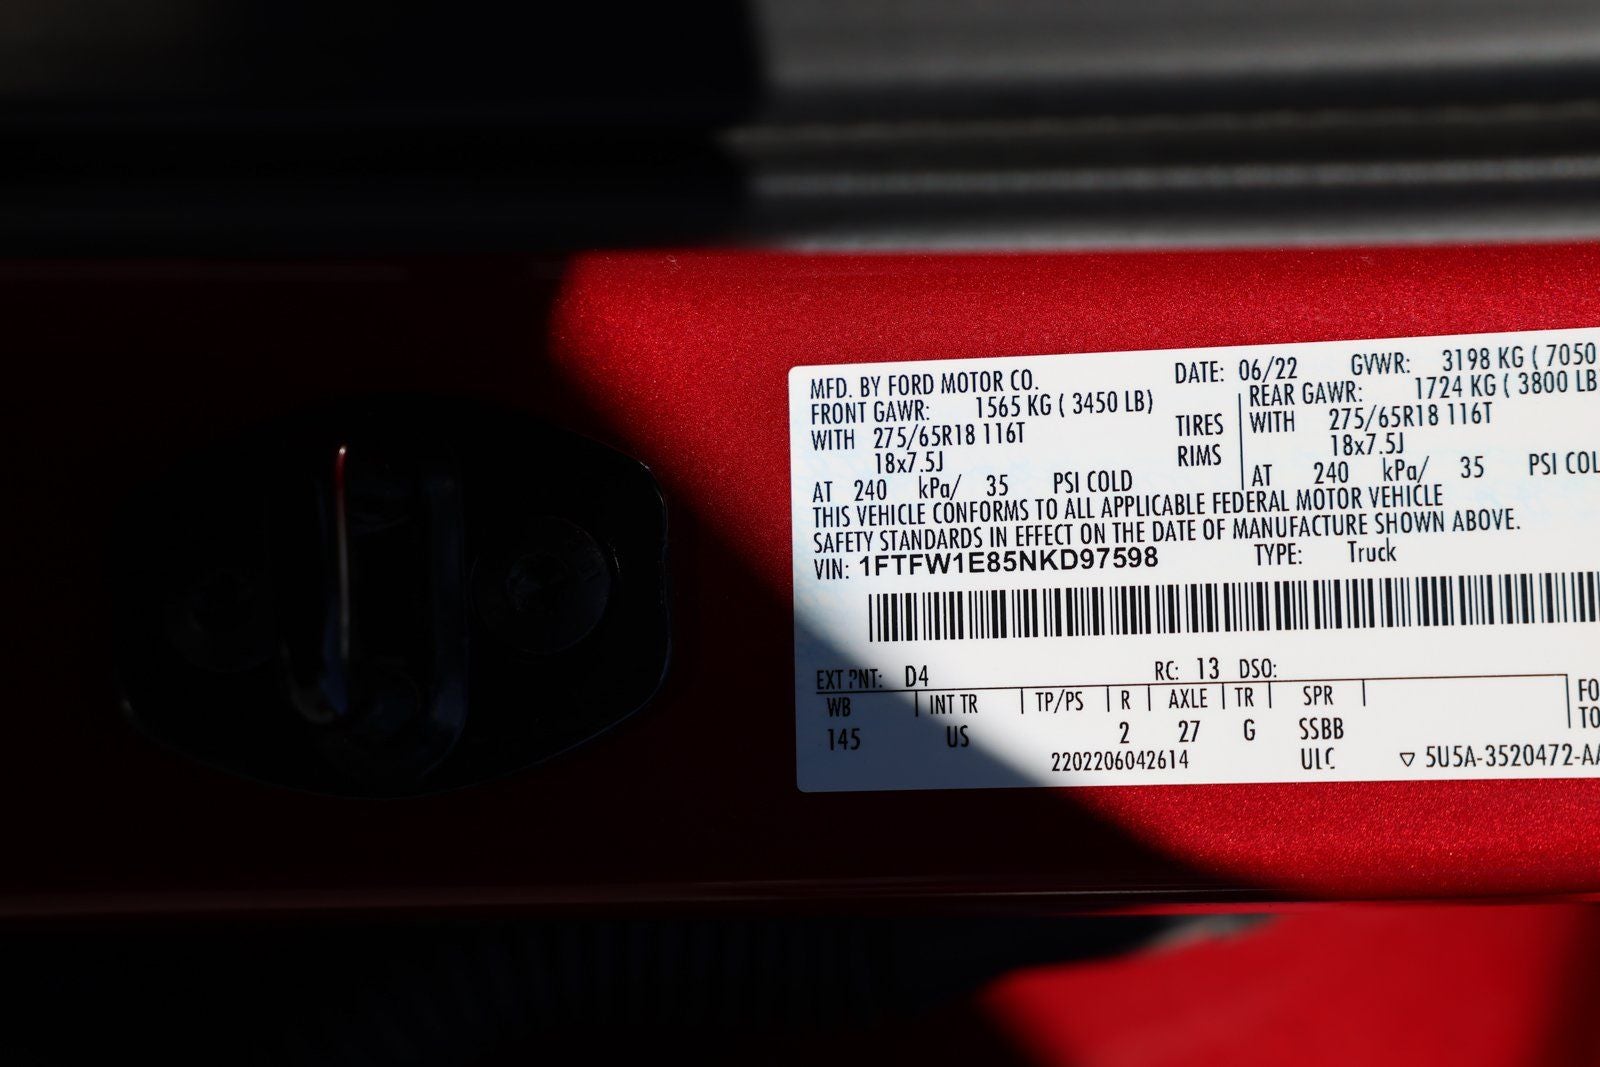 MFD. BY FORD MOTOR CO. DATE: 06/22 GVWR: 3198 KG ( 7050
FRONT GAWR: 1565 KG ( 3450 LB) REAR GAWR: 1724 KG ( 3800 LB
WITH 275/65R18 116T TIRES WITH 275/65R18 116T
18x7.5J RIMS 18x7.5J
AT 240 kPa/ 35 PSI COLD AT 240 kPa/ 35 PSI COL
THIS VEHICLE CONFORMS TO ALL APPLICABLE FEDERAL MOTOR VEHICLE
SAFETY STANDARDS IN EFFECT ON THE DATE OF MANUFACTURE SHOWN ABOVE.
VIN: 1FTFW1E85NKD97598 TYPE: Truck
EXT PNT: D4 RC: 13 DSO:
WB INT TR TP/PS R AXLE TR SPR FO
145 US 2 27 G SSBB TO
2202206042614 ULC ▽ 5U5A-3520472-AA